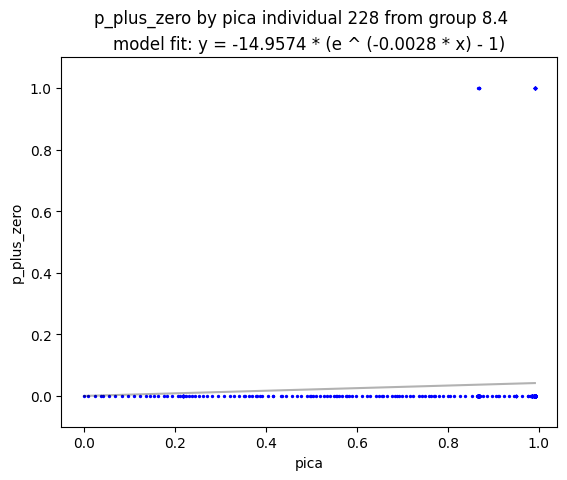 p_plus_zero by pica individual 228 from group 8.4
model fit: y = -14.9574 * (e ^ (-0.0028 * x) - 1)
1.0
0.8
0.6
0.4
0.2
0.0
p_plus_zero
0.0 0.2 0.4 0.6 0.8 1.0
pica